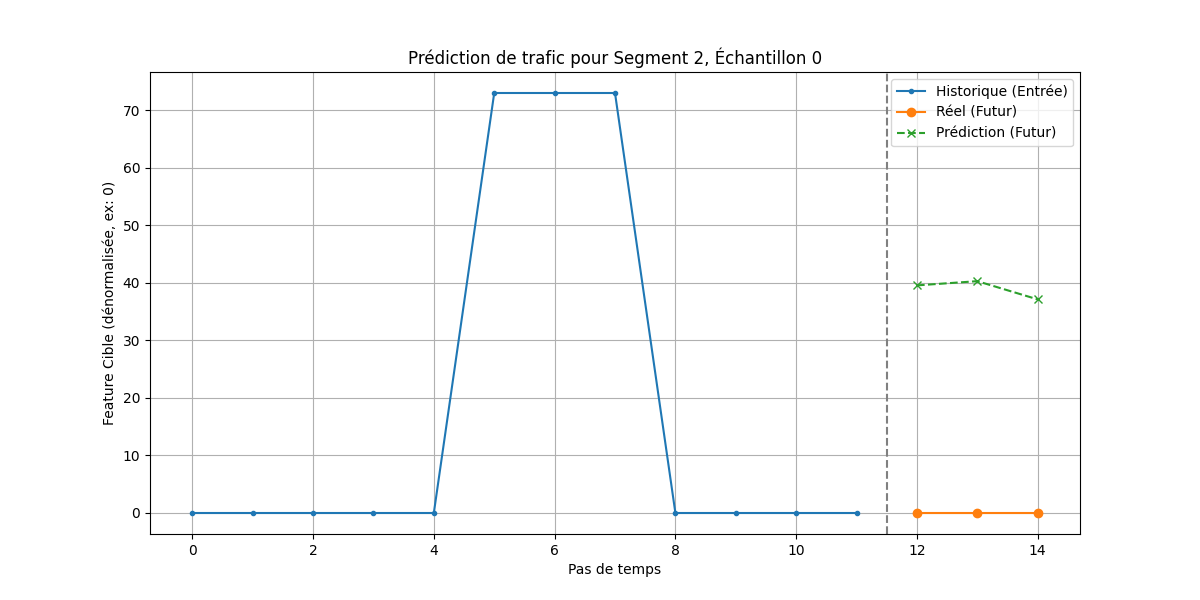 Prédiction de trafic pour Segment 2, Échantillon 0
Historique (Entrée)
Réel (Futur)
Prédiction (Futur)
Feature Cible (dénormalisée, ex: 0)
70
60
50
40
30
20
10
0
0 2 4 6 8 10 12 14
Pas de temps